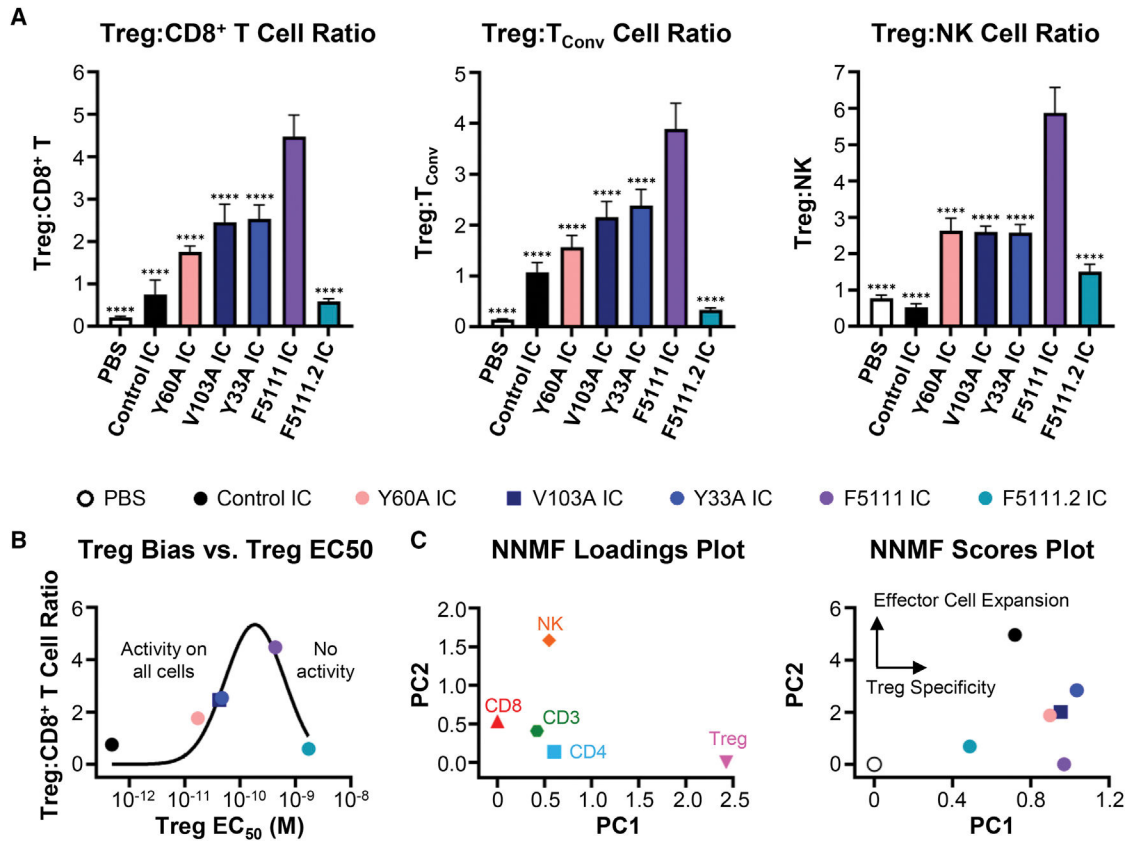 A
Treg:CD8⁺ T Cell Ratio
Treg:CD8⁺ T
6
5
4
3
2
1
0
****
****
****
****
****
****
PBS
Control IC
Y60A IC
V103A IC
Y33A IC
F5111 IC
F5111.2 IC
Treg:T_Conv Cell Ratio
Treg:T_Conv
5
4
3
2
1
0
****
****
****
****
****
****
PBS
Control IC
Y60A IC
V103A IC
Y33A IC
F5111 IC
F5111.2 IC
Treg:NK Cell Ratio
Treg:NK
7
6
5
4
3
2
1
0
****
****
****
****
****
****
PBS
Control IC
Y60A IC
V103A IC
Y33A IC
F5111 IC
F5111.2 IC
PBS Control IC Y60A IC V103A IC Y33A IC F5111 IC F5111.2 IC
B
Treg Bias vs. Treg EC50
Treg:CD8⁺ T Cell Ratio
6
4
2
0
Activity on
all cells
No
activity
10⁻¹² 10⁻¹¹ 10⁻¹⁰ 10⁻⁹ 10⁻⁸
Treg EC₅₀ (M)
C
NNMF Loadings Plot
PC2
2.0
1.5
1.0
0.5
0.0
NK
CD8
CD3
CD4
Treg
0 0.5 1.0 1.5 2.0 2.5
PC1
NNMF Scores Plot
PC2
6
4
2
0
Effector Cell Expansion
Treg Specificity
0 0.4 0.8 1.2
PC1